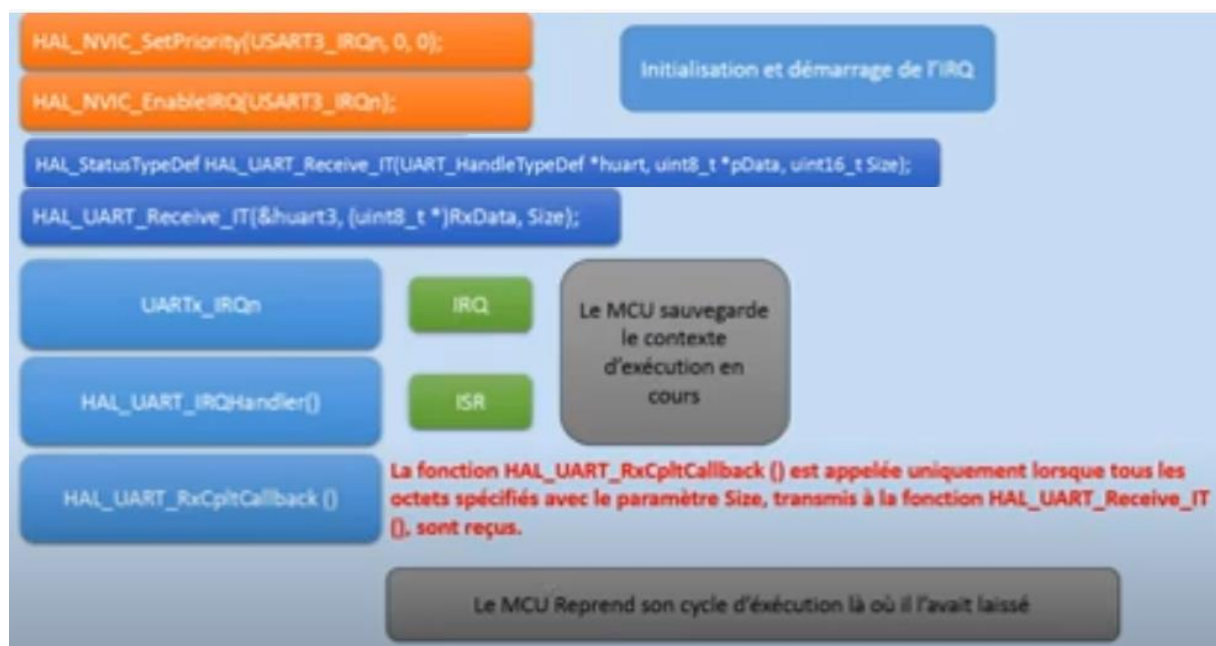 HAL_NVIC_SetPriority(USART3_IRQn, 0, 0);
Initialisation et démarrage de l'IRQ
HAL_NVIC_EnableIRQ(USART3_IRQn);
HAL_StatusTypeDef HAL_UART_Receive_IT(UART_HandleTypeDef *huart, uint8_t *pData, uint16_t Size);
HAL_UART_Receive_IT(&huart3, (uint8_t *)RxData, Size);
UARTx_IRQn
IRQ
Le MCU sauvegarde
le contexte
d'exécution en
cours
HAL_UART_IRQHandler()
ISR
HAL_UART_RxCpltCallback ()
La fonction HAL_UART_RxCpltCallback () est appelée uniquement lorsque tous les
octets spécifiés avec le paramètre Size, transmis à la fonction HAL_UART_Receive_IT
(), sont reçus.
Le MCU Reprend son cycle d'éxécution là où il l'avait laissé